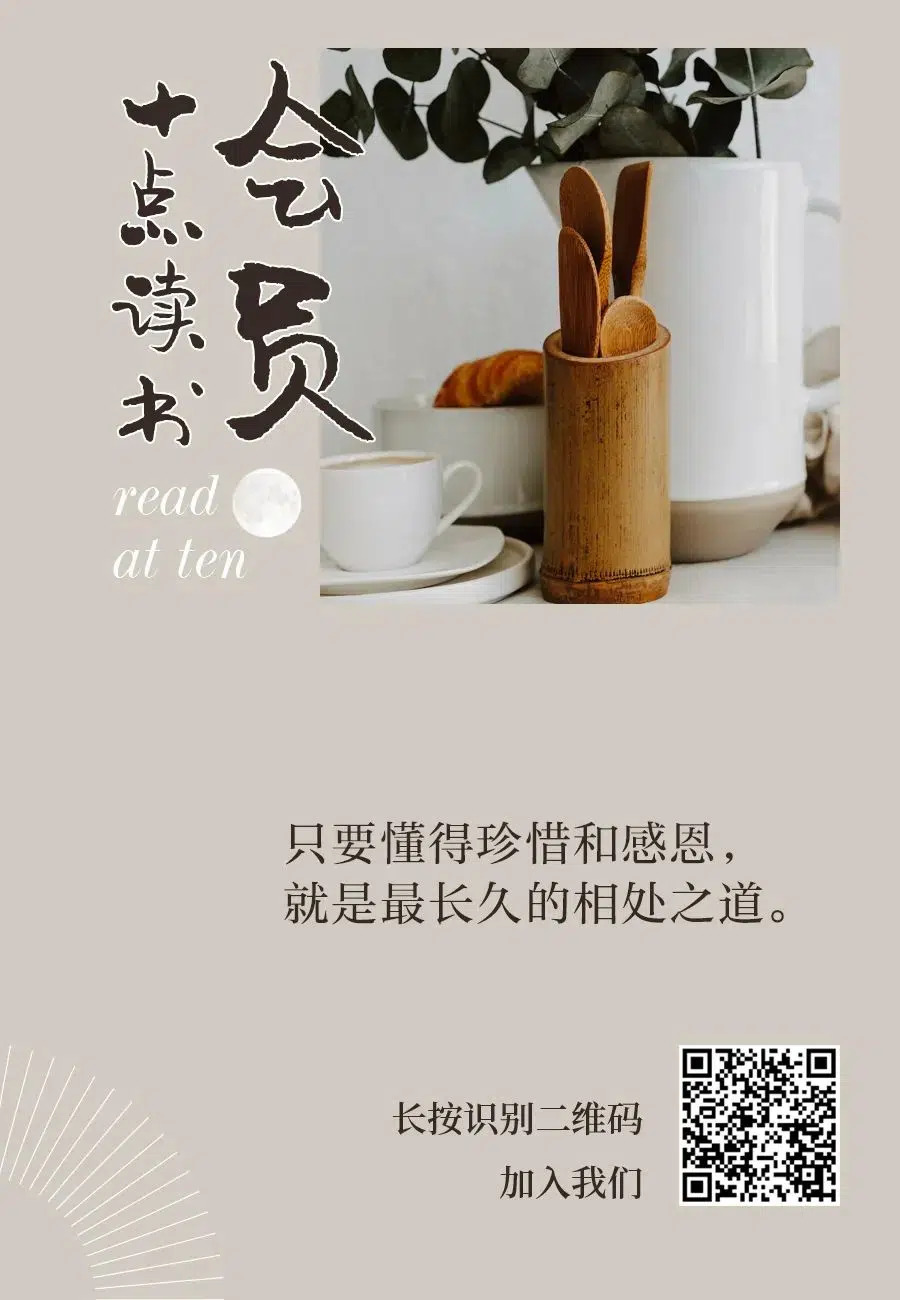 十点读书
会员
read
at ten
只要懂得珍惜和感恩，
就是最长久的相处之道。
长按识别二维码
加入我们